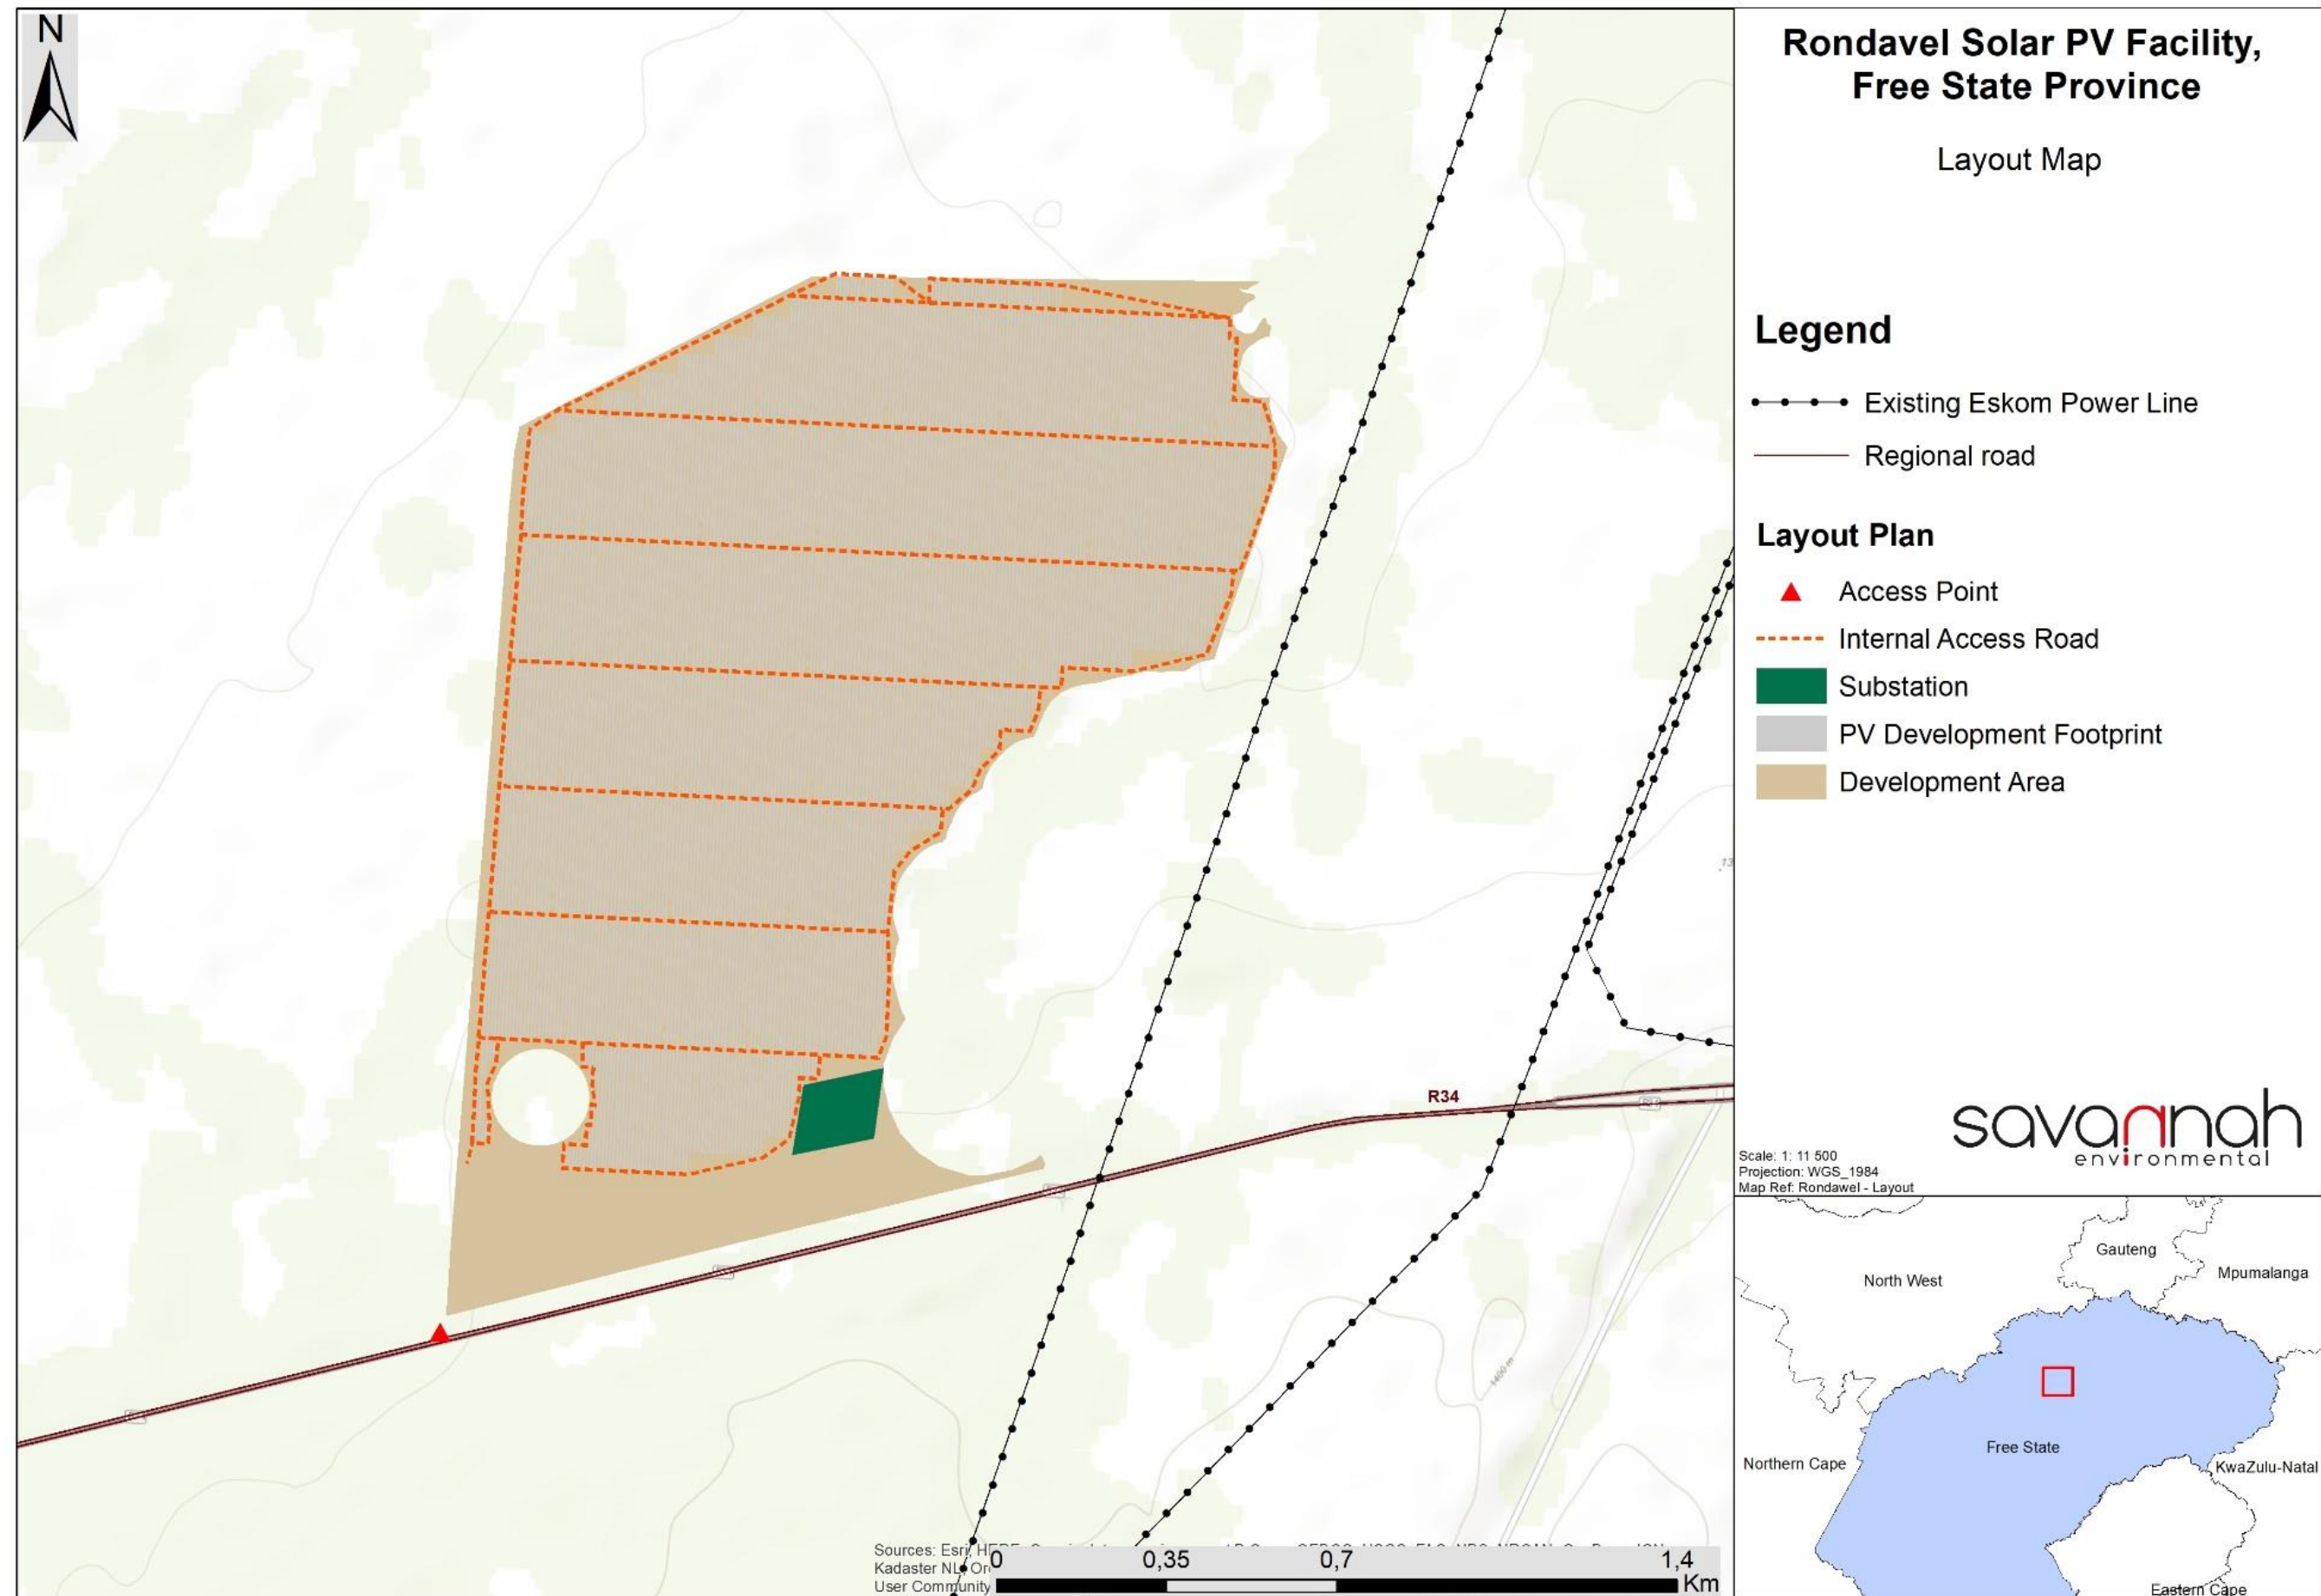 N
Rondavel Solar PV Facility,
Free State Province
Layout Map
Legend
Existing Eskom Power Line
Regional road
Layout Plan
Access Point
Internal Access Road
Substation
PV Development Footprint
Development Area
R34
1400 m
13
savannah
environmental
Scale: 1: 11 500
Projection: WGS_1984
Map Ref: Rondawel - Layout
Gauteng
North West
Mpumalanga
Free State
Northern Cape
KwaZulu-Natal
Eastern Cape
Sources: Esri,
Kadaster NL,
User Community
0 0,35 0,7 1,4
Km